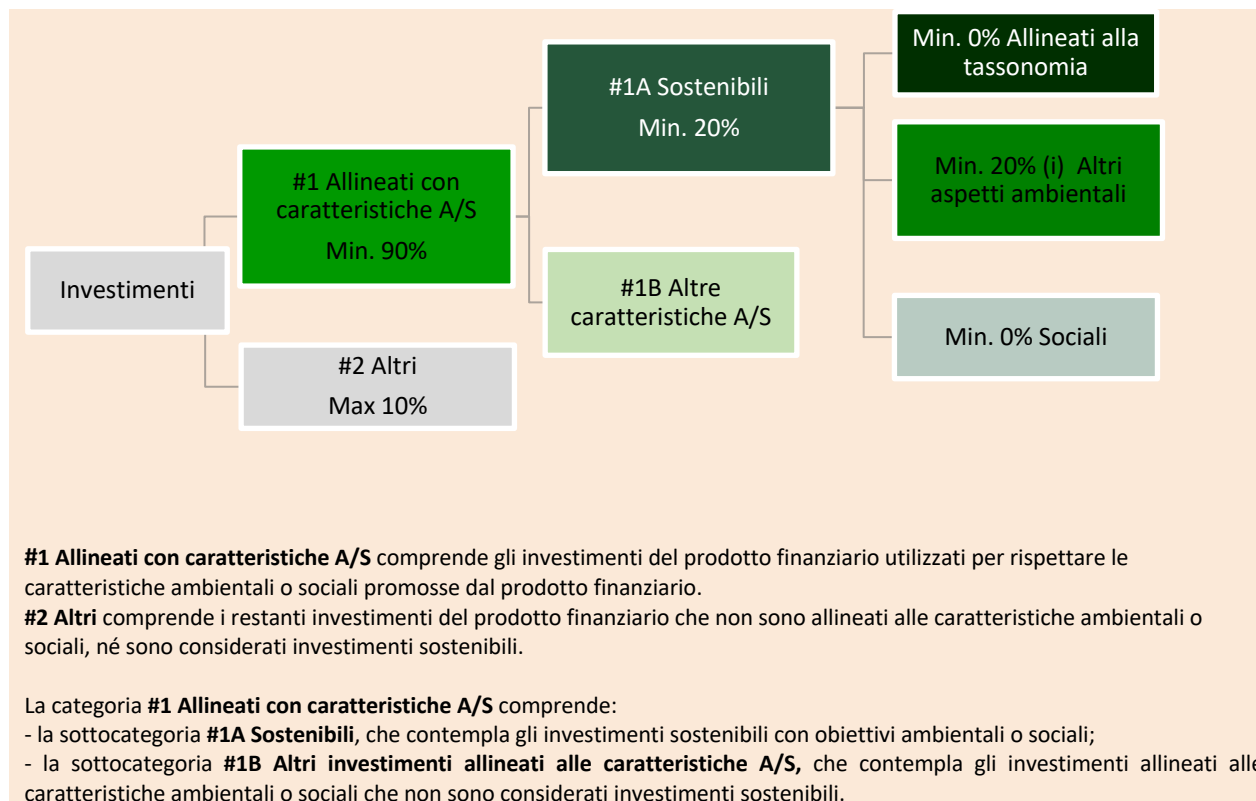 Investimenti
#1 Allineati con
caratteristiche A/S
Min. 90%
#2 Altri
Max 10%
#1A Sostenibili
Min. 20%
#1B Altre
caratteristiche A/S
Min. 0% Allineati alla
tassonomia
Min. 20% (i) Altri
aspetti ambientali
Min. 0% Sociali
#1 Allineati con caratteristiche A/S comprende gli investimenti del prodotto finanziario utilizzati per rispettare le
caratteristiche ambientali o sociali promosse dal prodotto finanziario.
#2 Altri comprende i restanti investimenti del prodotto finanziario che non sono allineati alle caratteristiche ambientali o
sociali, né sono considerati investimenti sostenibili.
La categoria #1 Allineati con caratteristiche A/S comprende:
- la sottocategoria #1A Sostenibili, che contempla gli investimenti sostenibili con obiettivi ambientali o sociali;
- la sottocategoria #1B Altri investimenti allineati alle caratteristiche A/S, che contempla gli investimenti allineati alle
caratteristiche ambientali o sociali che non sono considerati investimenti sostenibili.